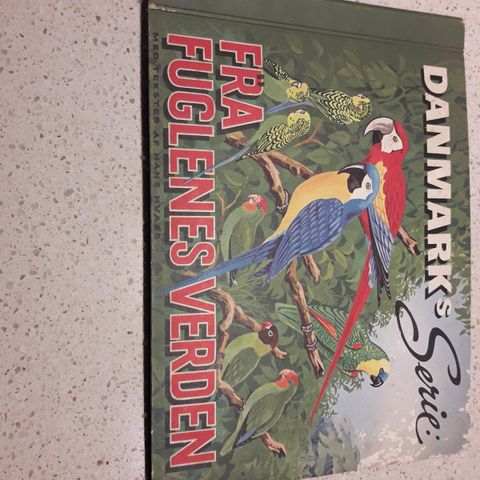 DANMARKS
Serie:
FRA
FUGLENES VERDEN
MED TEKSTER AF HANS HVASS